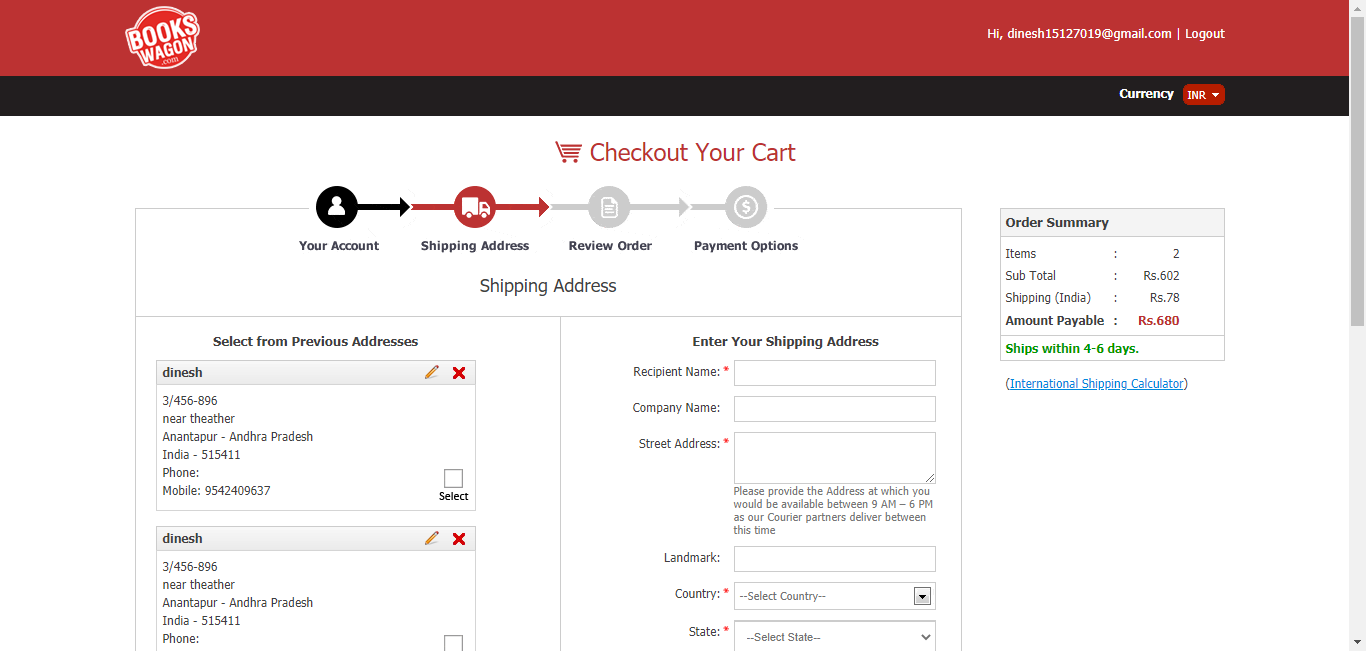 BOOKS
WAGON
.com
Hi, dinesh15127019@gmail.com | Logout
Currency INR
Checkout Your Cart
Your Account Shipping Address Review Order Payment Options
Shipping Address
Select from Previous Addresses
dinesh
3/456-896
near theather
Anantapur - Andhra Pradesh
India - 515411
Phone:
Mobile: 9542409637
Select
dinesh
3/456-896
near theather
Anantapur - Andhra Pradesh
India - 515411
Phone:
Enter Your Shipping Address
Recipient Name: *
Company Name:
Street Address: *
Please provide the Address at which you
would be available between 9 AM – 6 PM
as our Courier partners deliver between
this time
Landmark:
Country: * --Select Country--
State: * --Select State--
Order Summary
Items : 2
Sub Total : Rs.602
Shipping (India) : Rs.78
Amount Payable : Rs.680
Ships within 4-6 days.
(International Shipping Calculator)